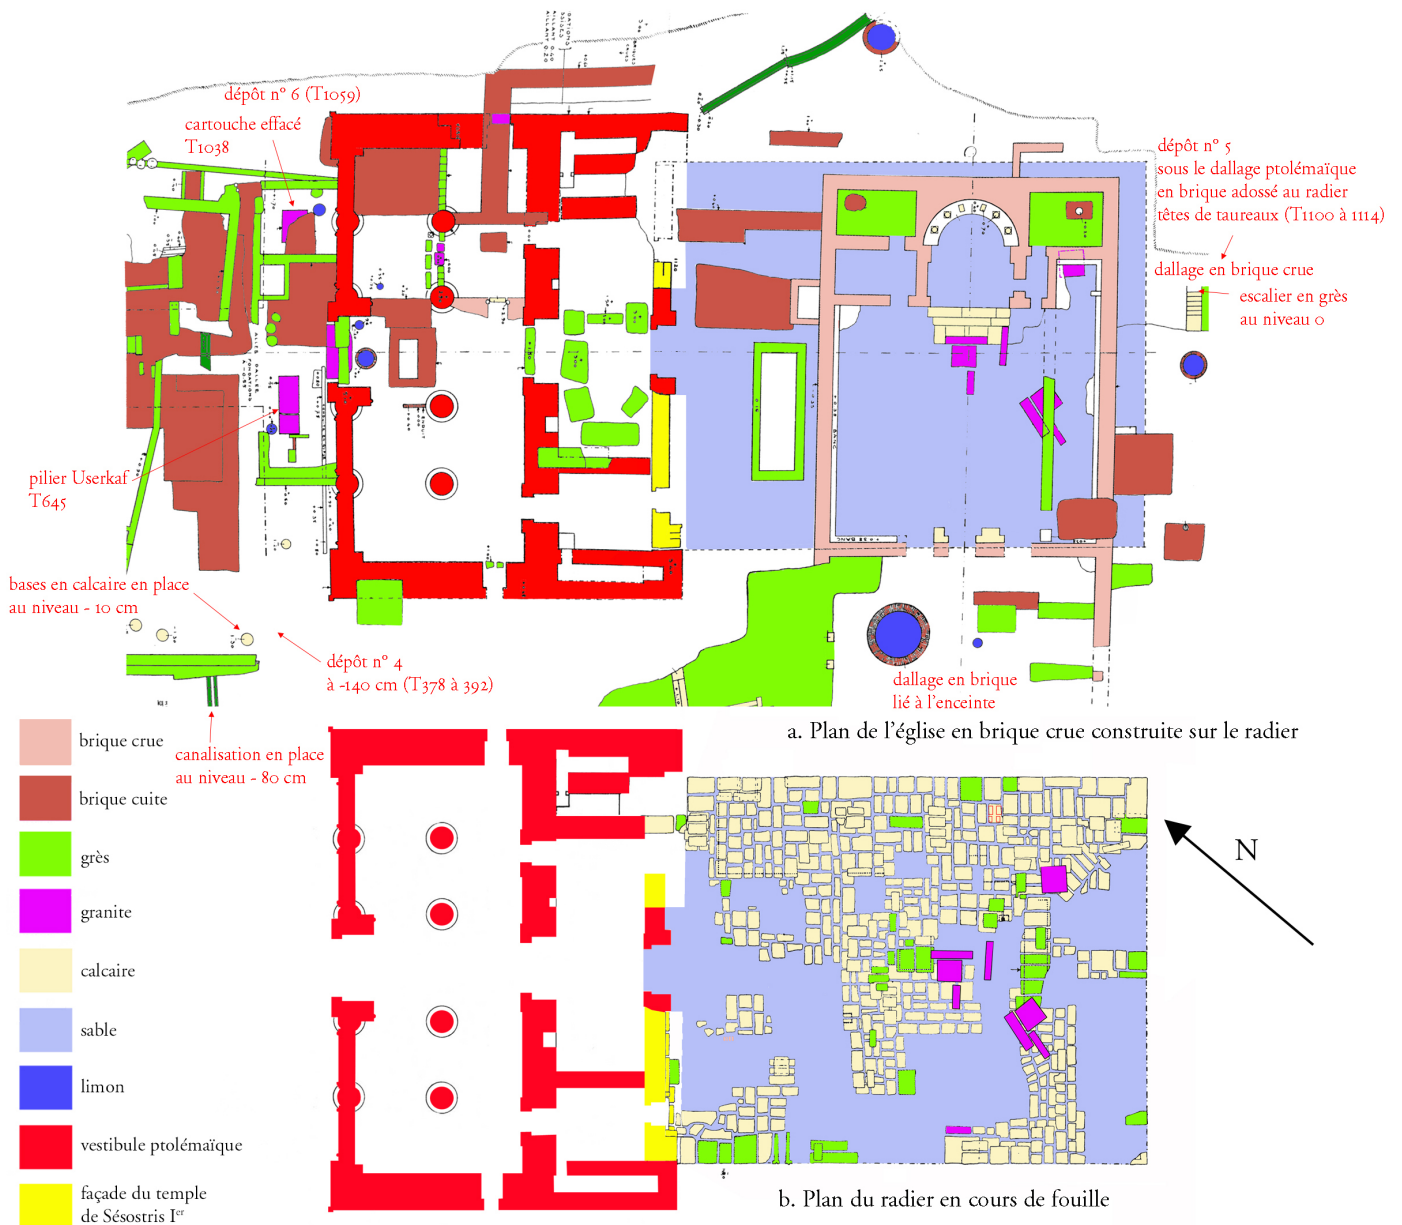 dépôt n° 6 (T1059)
cartouche effacé
T1038
dépôt n° 5
sous le dallage ptolémaïque
en brique adossé au radier
têtes de taureaux (T1100 à 1114)
dallage en brique crue
escalier en grès
au niveau 0
pilier Userkaf
T645
bases en calcaire en place
au niveau - 10 cm
dépôt n° 4
à -140 cm (T378 à 392)
dallage en brique
lié à l'enceinte
canalisation en place
au niveau - 80 cm
a. Plan de l'église en brique crue construite sur le radier
brique crue
brique cuite
grès
granite
calcaire
sable
limon
vestibule ptolémaïque
façade du temple
de Sésostris Ier
N
b. Plan du radier en cours de fouille